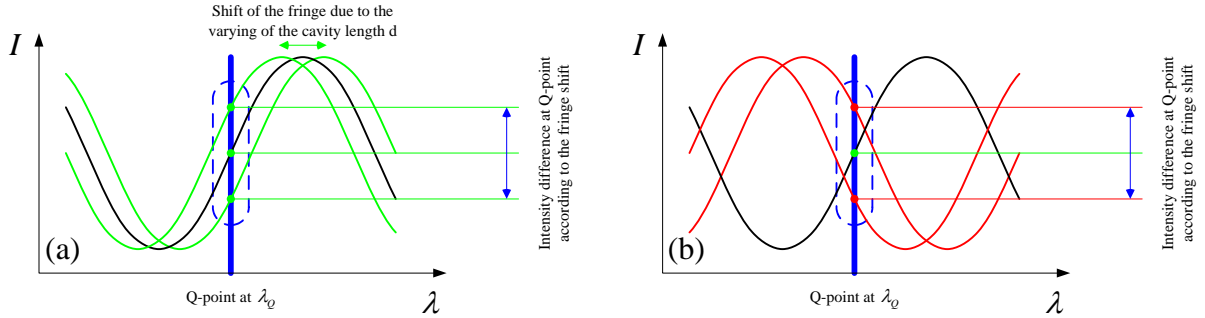 Shift of the fringe due to the
varying of the cavity length d
I
Intensity difference at Q-point
according to the fringe shift
(a)
Q-point at λQ
λ
I
Intensity difference at Q-point
according to the fringe shift
(b)
Q-point at λQ
λ